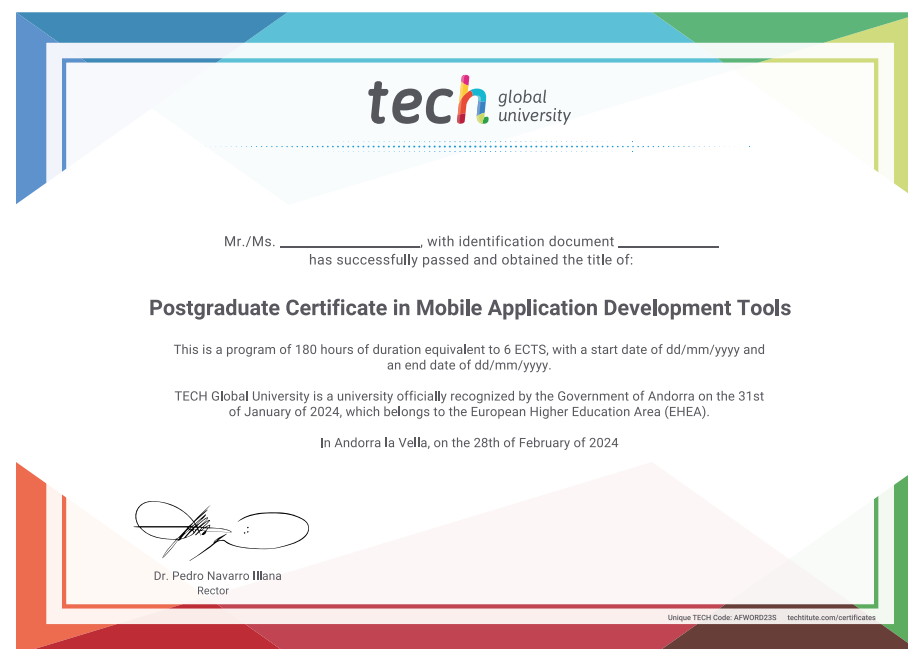 tech global
university
Mr./Ms. ____________________, with identification document ______________
has successfully passed and obtained the title of:
Postgraduate Certificate in Mobile Application Development Tools
This is a program of 180 hours of duration equivalent to 6 ECTS, with a start date of dd/mm/yyyy and
an end date of dd/mm/yyyy.
TECH Global University is a university officially recognized by the Government of Andorra on the 31st
of January of 2024, which belongs to the European Higher Education Area (EHEA).
In Andorra la Vella, on the 28th of February of 2024
Dr. Pedro Navarro Illana
Rector
Unique TECH Code: AFWORD23S techtitute.com/certificates